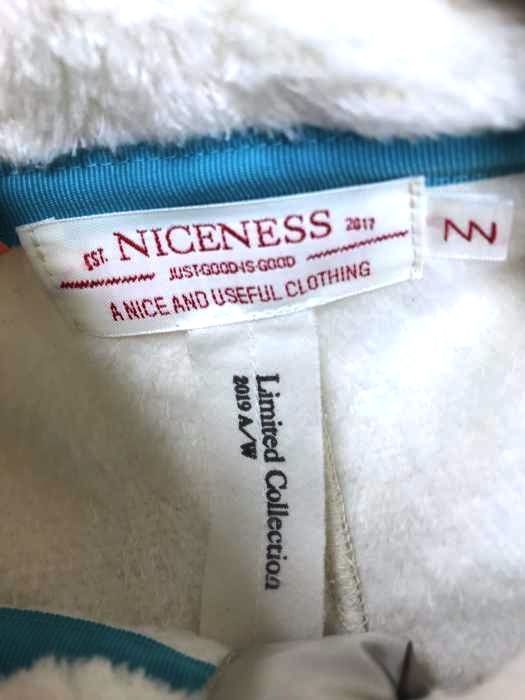 EST. NICENESS 2017
JUST-GOOD-IS-GOOD
A NICE AND USEFUL CLOTHING
Limited Collection
2019 A/W